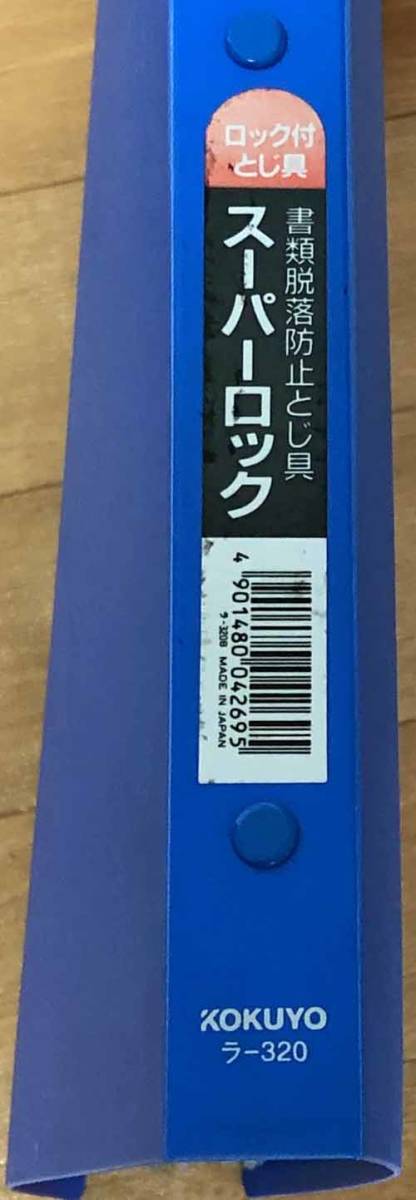 ロック付
とじ具
書類脱落防止とじ具
スーパーロック
4 901480 042695
ラ-320B MADE IN JAPAN
KOKUYO
ラ-320